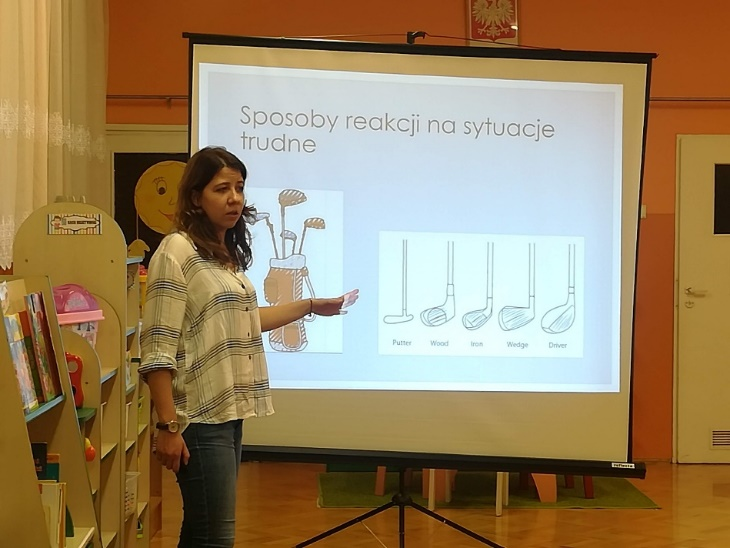 Sposoby reakcji na sytuacje
trudne
Putter Wood Iron Wedge Driver